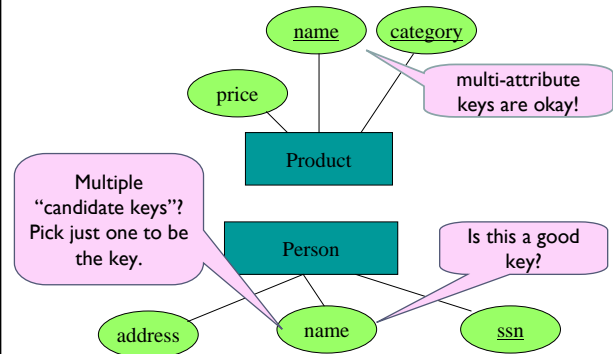 name
category
multi-attribute
keys are okay!
price
Product
Multiple
“candidate keys”?
Pick just one to be
the key.
Person
Is this a good
key?
address
name
ssn